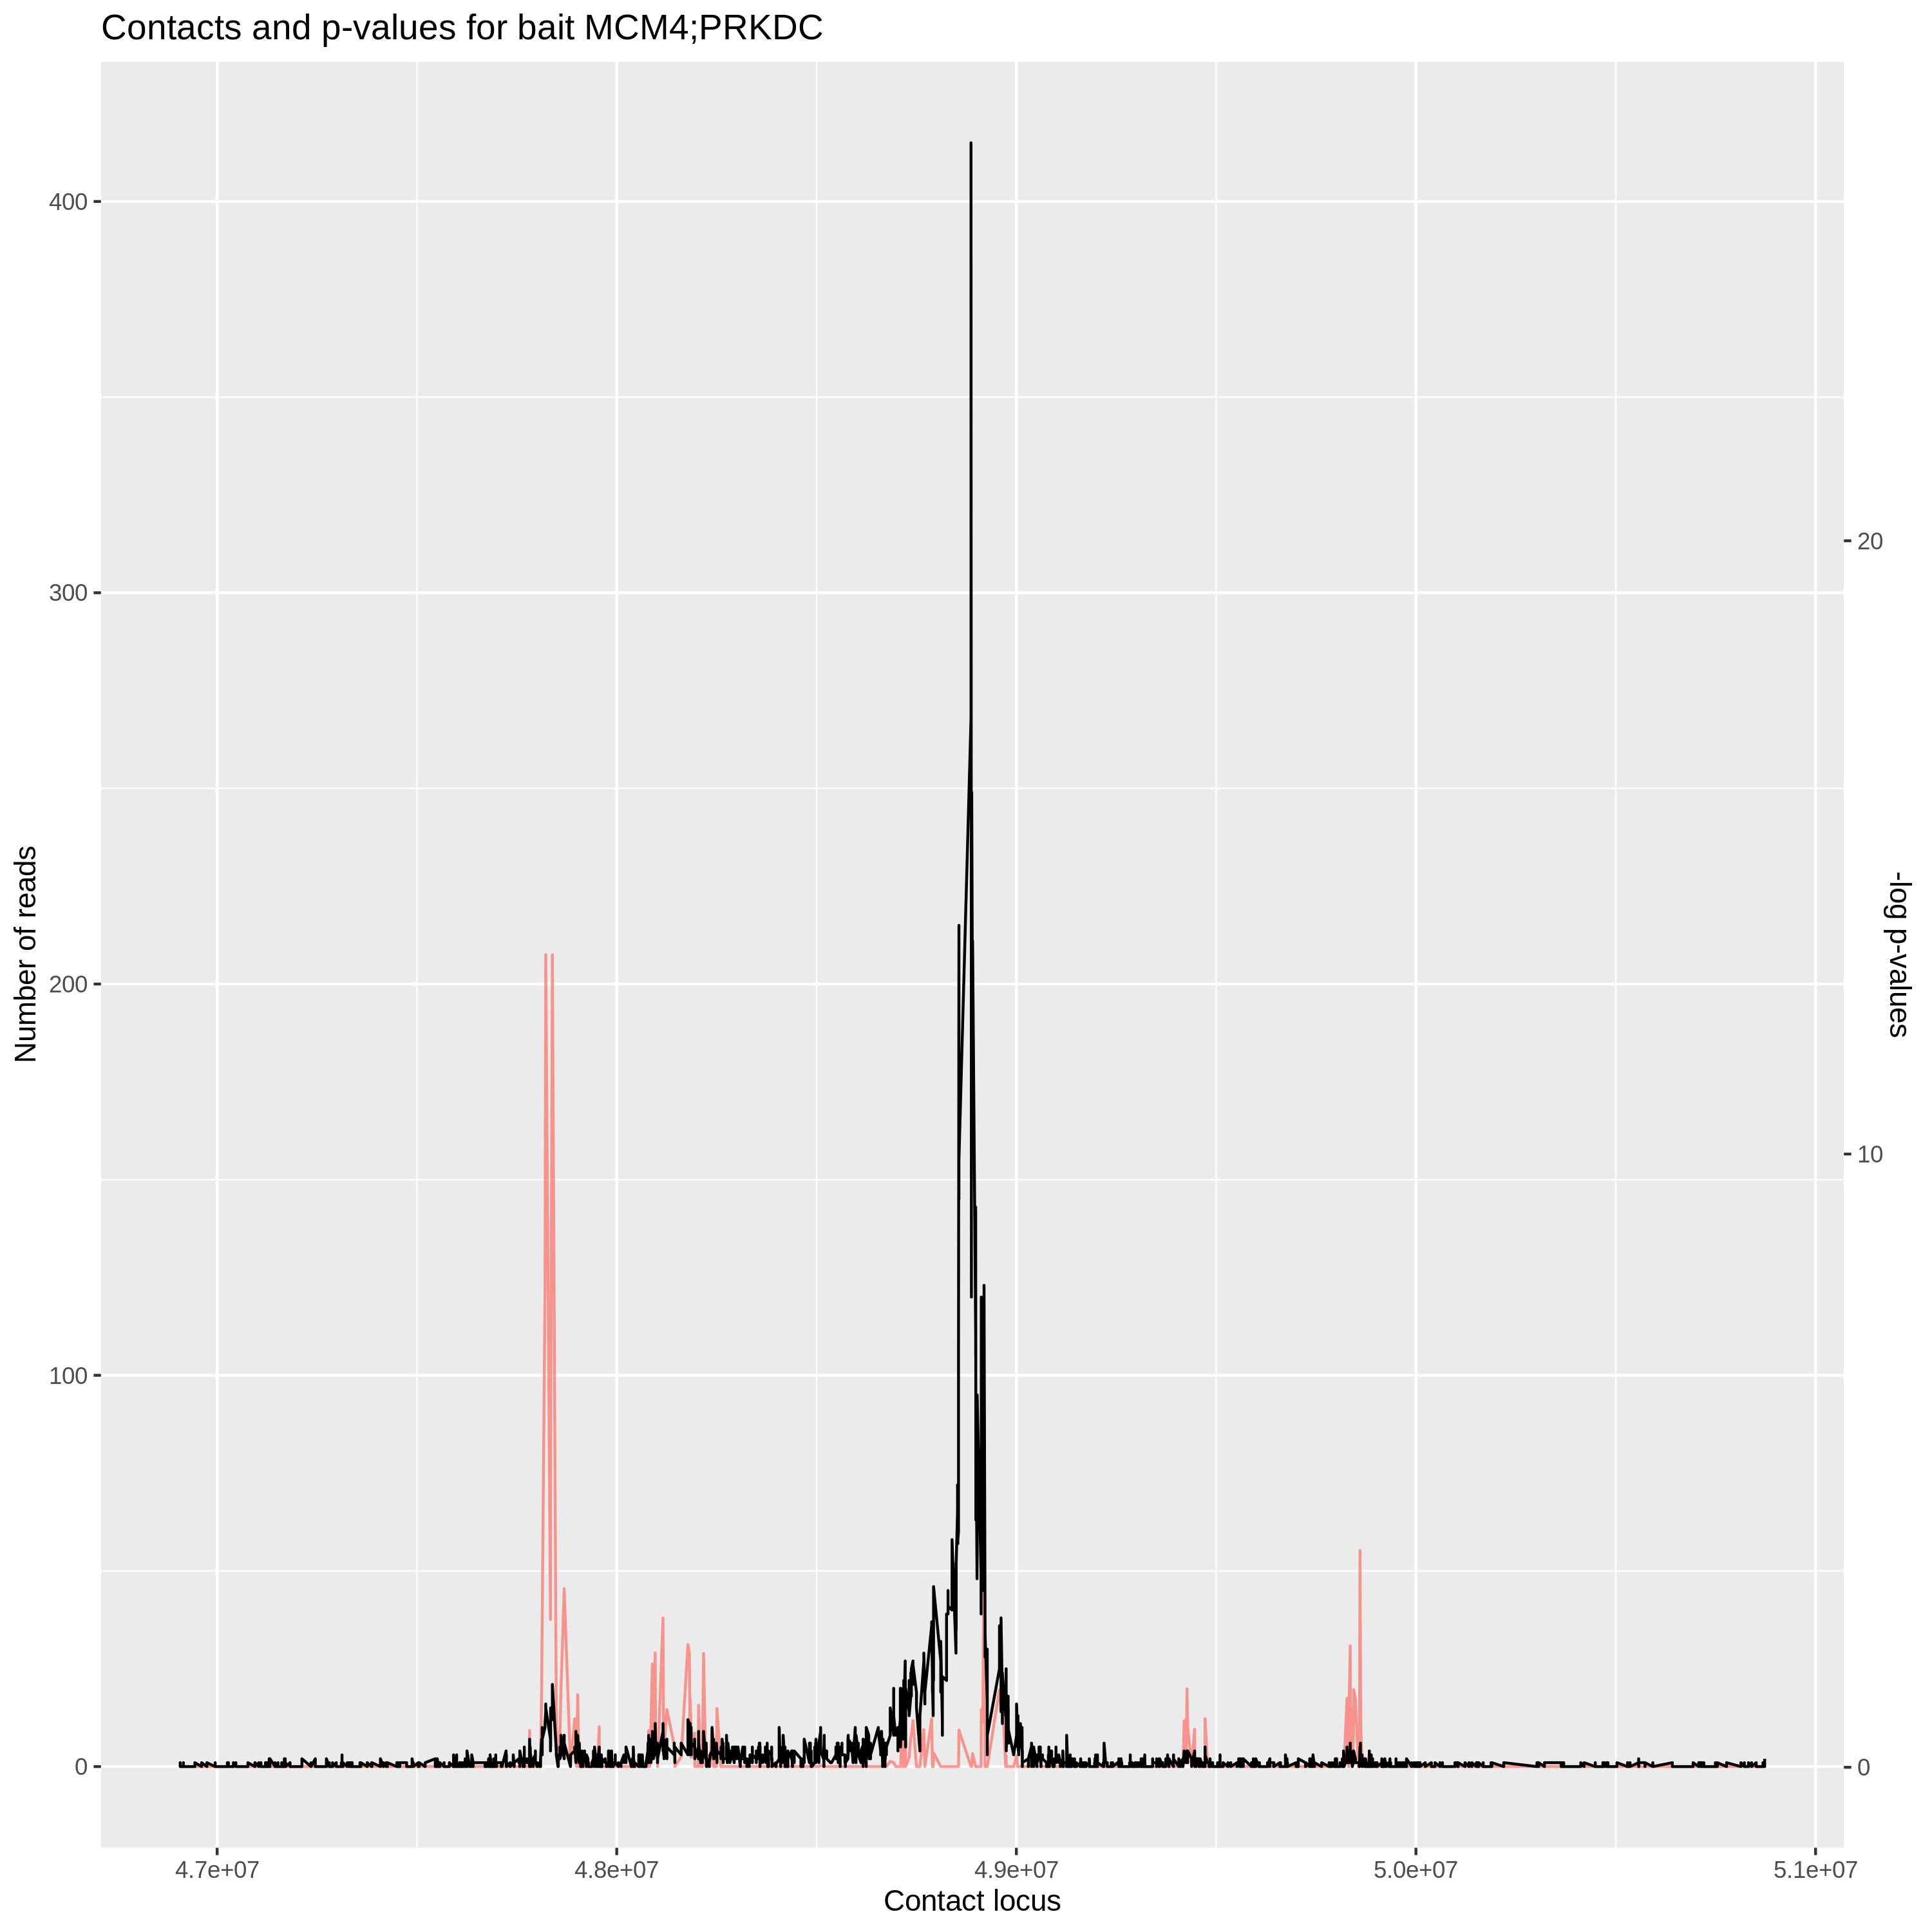 Contacts and p-values for bait MCM4;PRKDC
400
300
200
100
0
Number of reads
20
10
0
-log p-values
4.7e+07 4.8e+07 4.9e+07 5.0e+07 5.1e+07
Contact locus